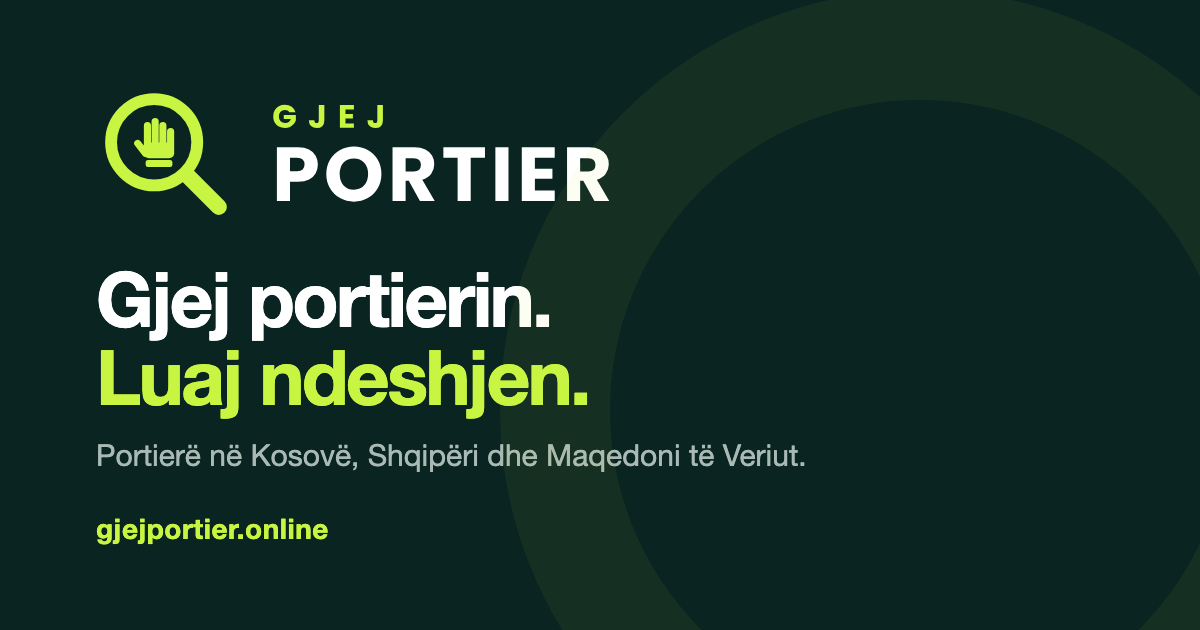 GJEJ
PORTIER
Gjej portierin.
Luaj ndeshjen.
Portierë në Kosovë, Shqipëri dhe Maqedoni të Veriut.
gjejportier.online